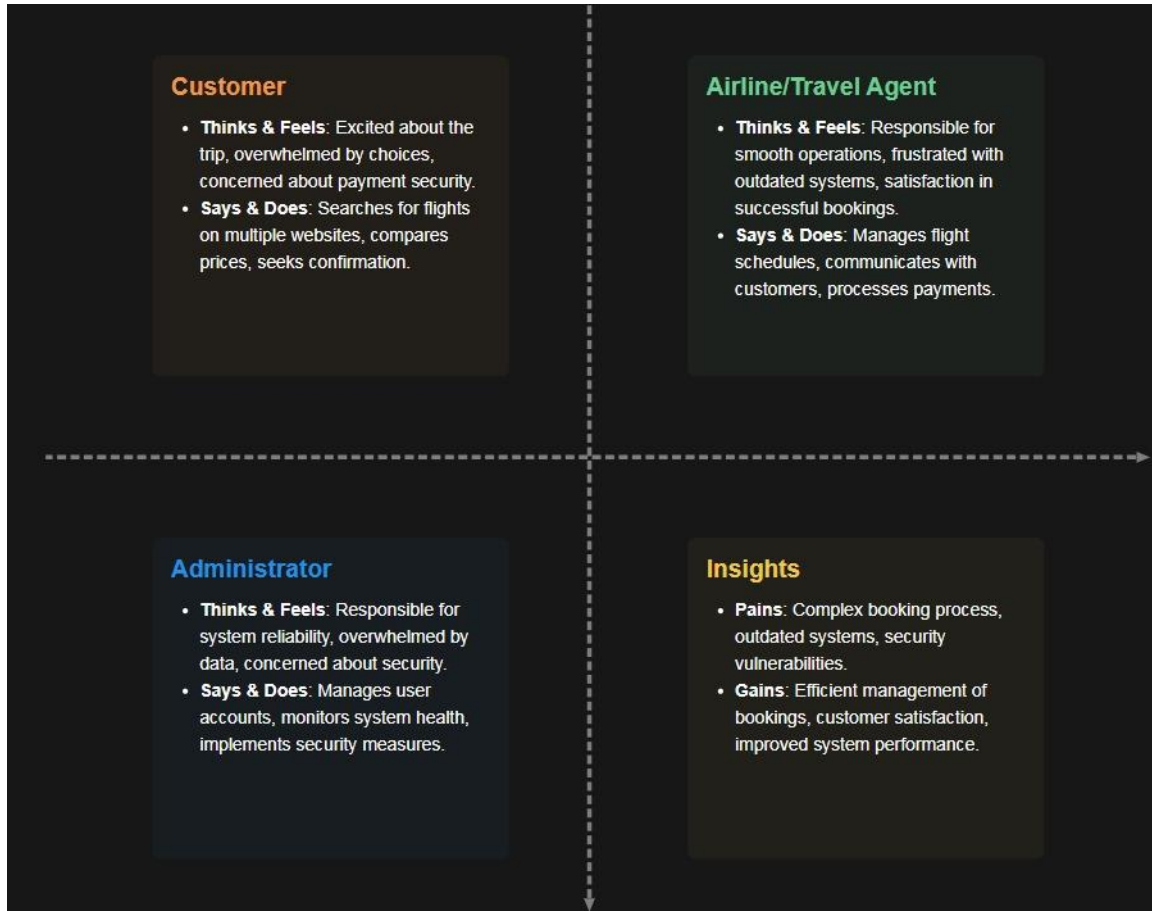 Customer
• Thinks & Feels: Excited about the
trip, overwhelmed by choices,
concerned about payment security.
• Says & Does: Searches for flights
on multiple websites, compares
prices, seeks confirmation.
Airline/Travel Agent
• Thinks & Feels: Responsible for
smooth operations, frustrated with
outdated systems, satisfaction in
successful bookings.
• Says & Does: Manages flight
schedules, communicates with
customers, processes payments.
Administrator
• Thinks & Feels: Responsible for
system reliability, overwhelmed by
data, concerned about security.
• Says & Does: Manages user
accounts, monitors system health,
implements security measures.
Insights
• Pains: Complex booking process,
outdated systems, security
vulnerabilities.
• Gains: Efficient management of
bookings, customer satisfaction,
improved system performance.